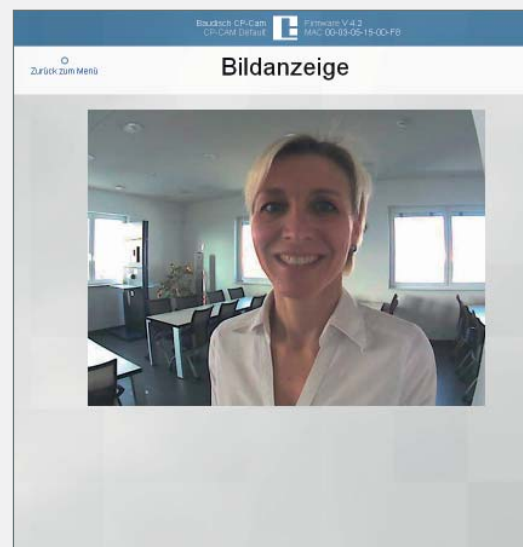 Baudisch CP-Cam
CP-CAM Default
Firmware V 4.2
MAC 00-03-05-15-0D-FB
Zurück zum Menü
Bildanzeige